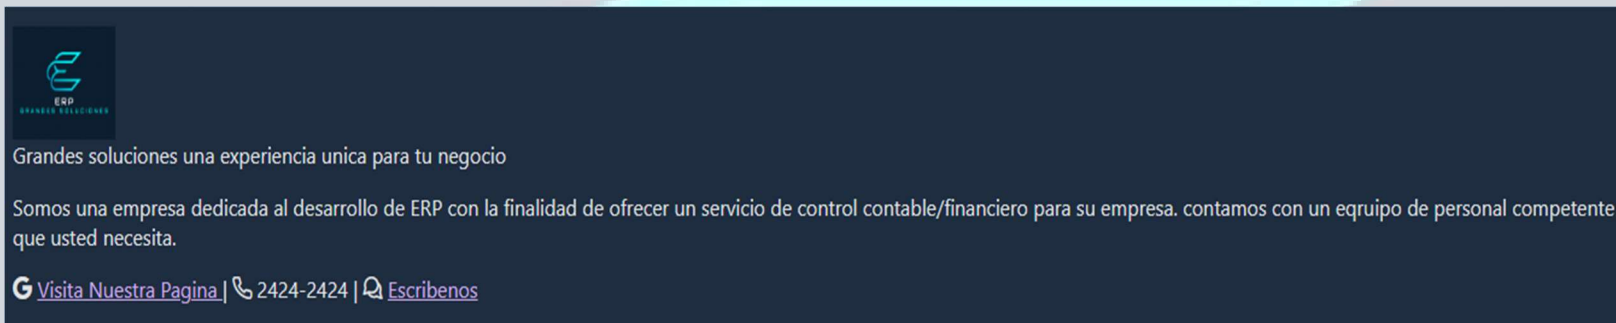 ERP
GRANDES SOLUCIONES
Grandes soluciones una experiencia unica para tu negocio
Somos una empresa dedicada al desarrollo de ERP con la finalidad de ofrecer un servicio de control contable/financiero para su empresa. contamos con un eqruipo de personal competente
que usted necesita.
Visita Nuestra Pagina | 2424-2424 | Escribenos